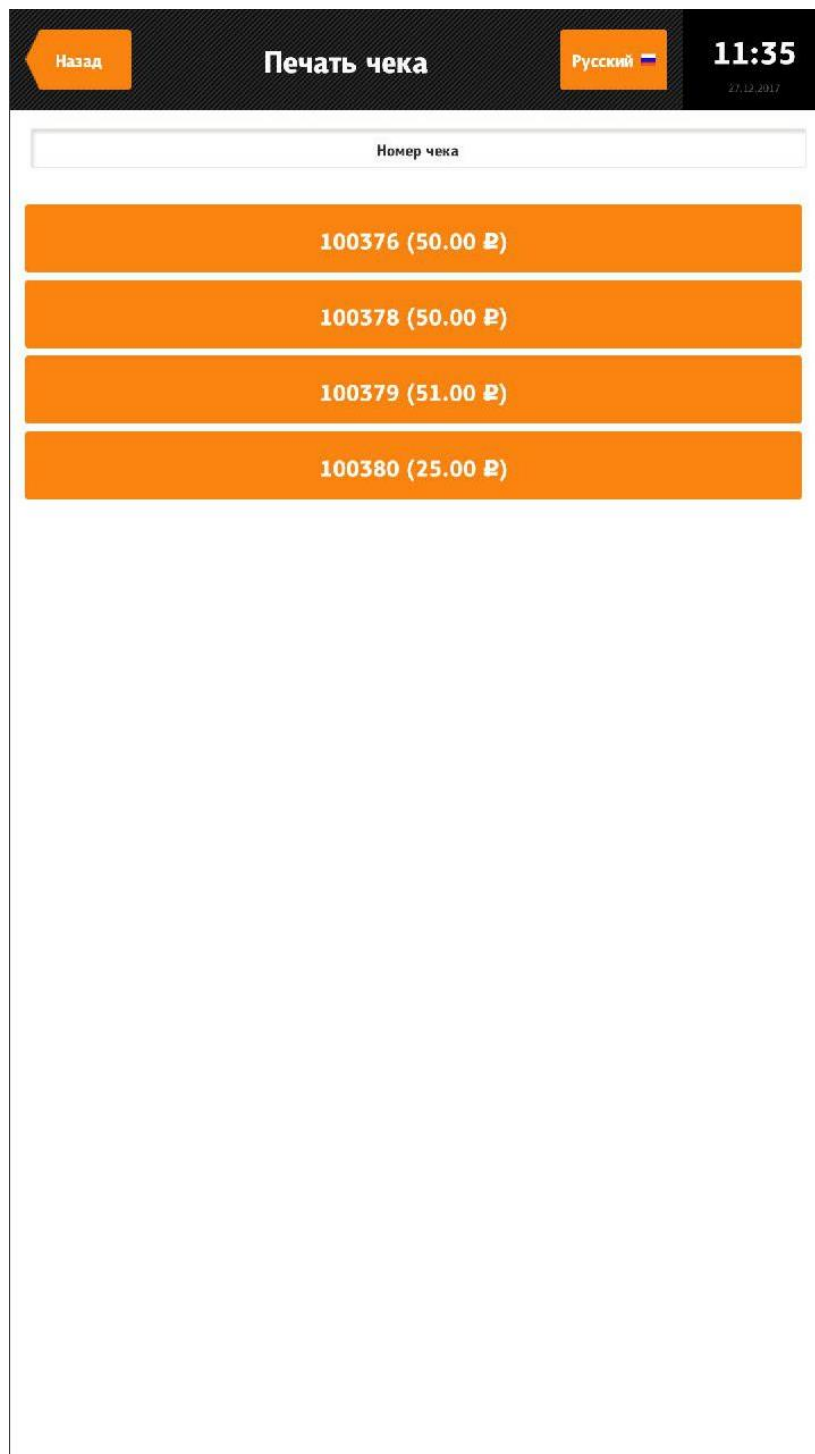 Назад
Печать чека
Русский
11:35
27.12.2017
Номер чека
100376 (50.00 ₽)
100378 (50.00 ₽)
100379 (51.00 ₽)
100380 (25.00 ₽)